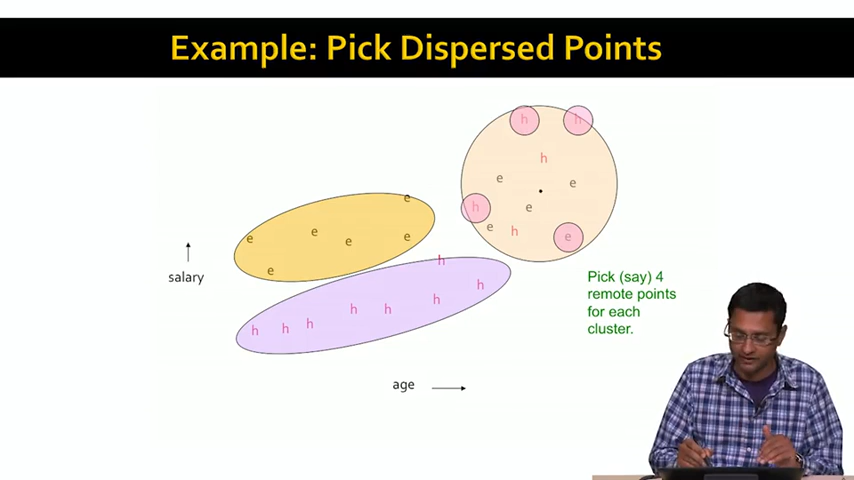 Example: Pick Dispersed Points
h h
h
e e
e
h e
e h e
e e e e e
e
h
h h h h h h h
salary
Pick (say) 4
remote points
for each
cluster.
age